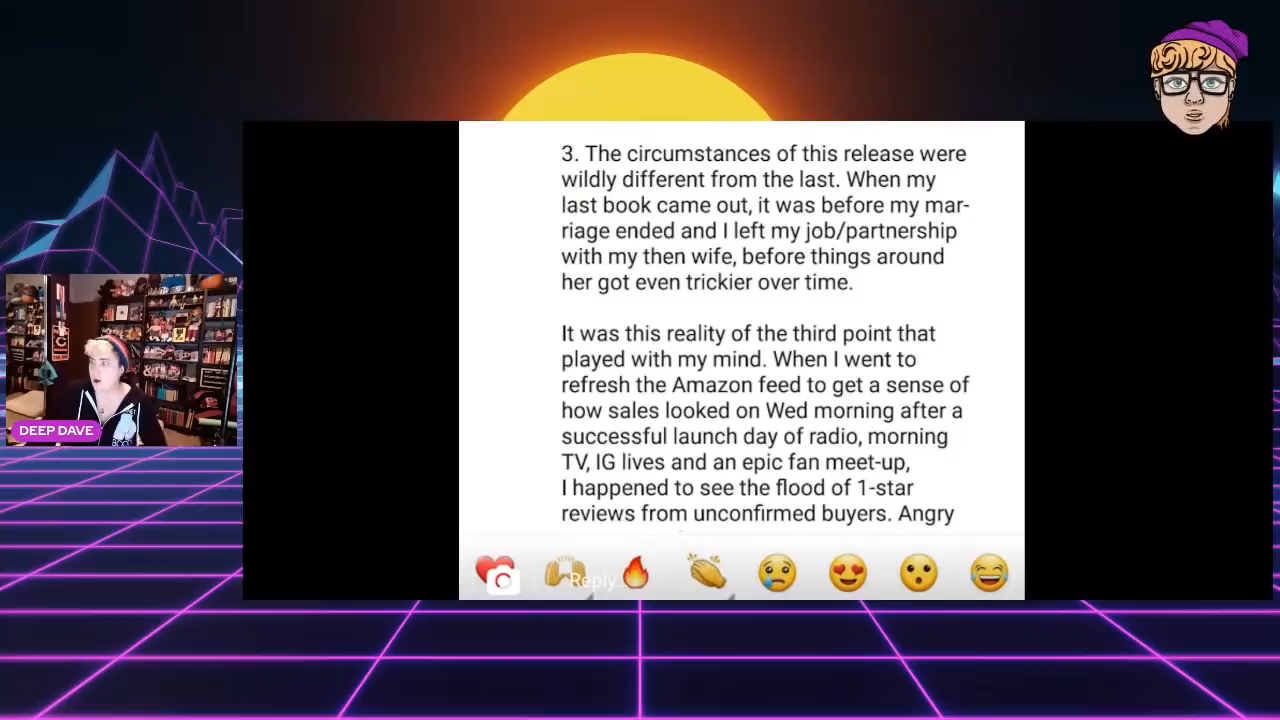 3. The circumstances of this release were
wildly different from the last. When my
last book came out, it was before my mar-
riage ended and I left my job/partnership
with my then wife, before things around
her got even trickier over time.
It was this reality of the third point that
played with my mind. When I went to
refresh the Amazon feed to get a sense of
how sales looked on Wed morning after a
successful launch day of radio, morning
TV, IG lives and an epic fan meet-up,
I happened to see the flood of 1-star
reviews from unconfirmed buyers. Angry
Reply...
DEEP DAVE